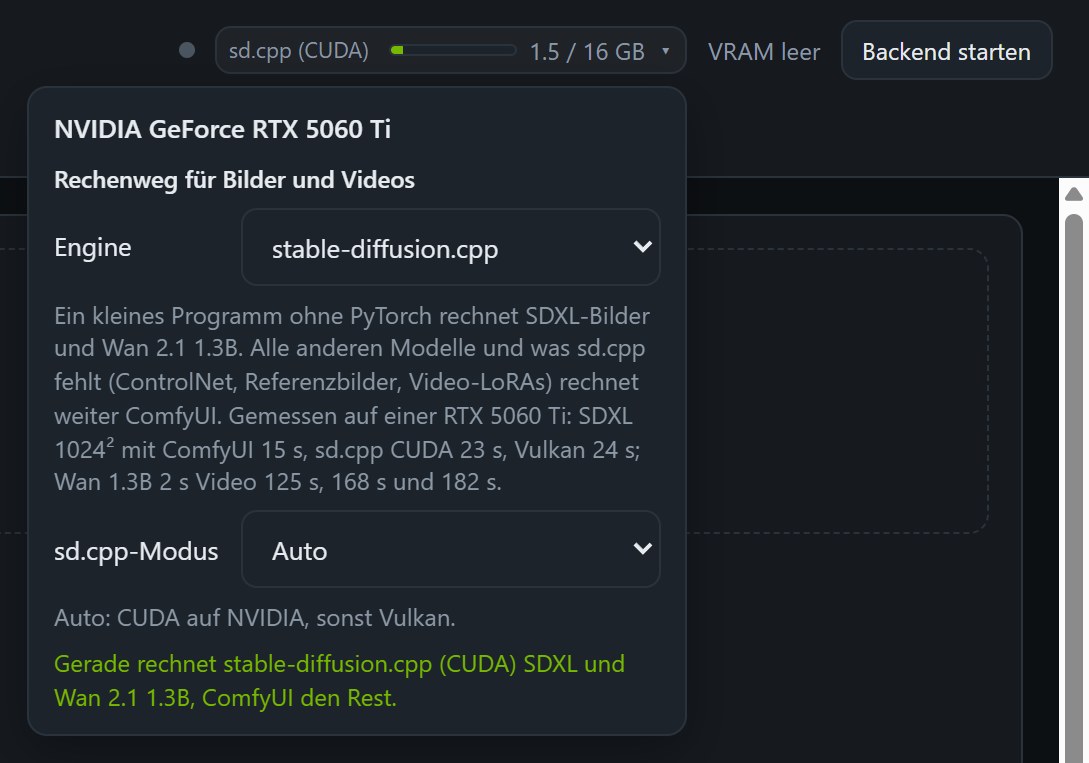 sd.cpp (CUDA) 1.5 / 16 GB ▾ VRAM leer Backend starten
NVIDIA GeForce RTX 5060 Ti
Rechenweg für Bilder und Videos
Engine stable-diffusion.cpp
Ein kleines Programm ohne PyTorch rechnet SDXL-Bilder
und Wan 2.1 1.3B. Alle anderen Modelle und was sd.cpp
fehlt (ControlNet, Referenzbilder, Video-LoRAs) rechnet
weiter ComfyUI. Gemessen auf einer RTX 5060 Ti: SDXL
1024² mit ComfyUI 15 s, sd.cpp CUDA 23 s, Vulkan 24 s;
Wan 1.3B 2 s Video 125 s, 168 s und 182 s.
sd.cpp-Modus Auto
Auto: CUDA auf NVIDIA, sonst Vulkan.
Gerade rechnet stable-diffusion.cpp (CUDA) SDXL und
Wan 2.1 1.3B, ComfyUI den Rest.